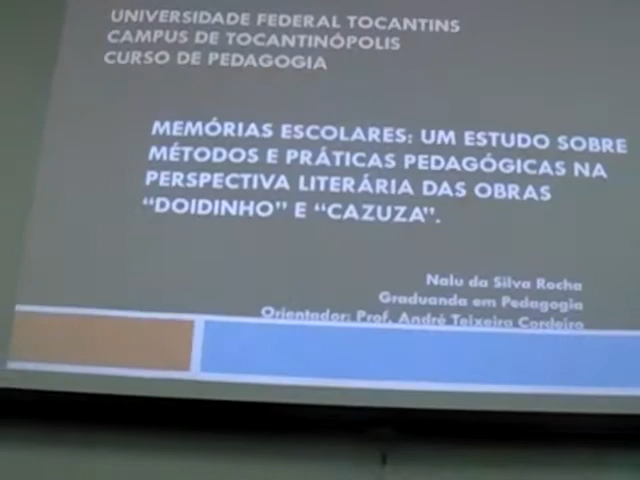 UNIVERSIDADE FEDERAL TOCANTINS
CAMPUS DE TOCANTINÓPOLIS
CURSO DE PEDAGOGIA
MEMÓRIAS ESCOLARES: UM ESTUDO SOBRE
MÉTODOS E PRÁTICAS PEDAGÓGICAS NA
PERSPECTIVA LITERÁRIA DAS OBRAS
“DOIDINHO” E “CAZUZA”.
Nalu da Silva Rocha
Graduanda em Pedagogia
Orientador: Prof. André Teixeira Cordeiro